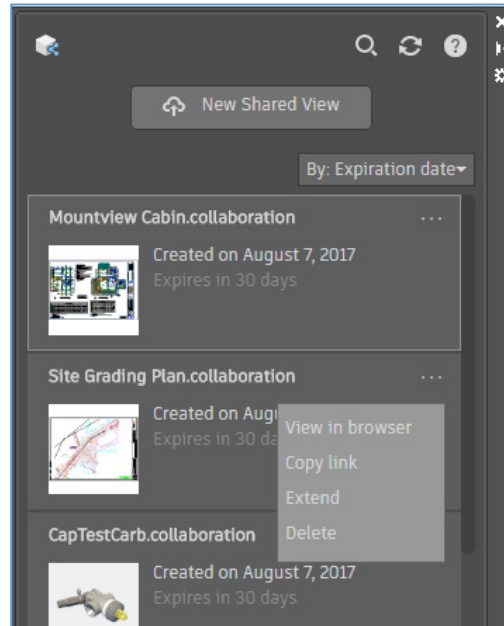 New Shared View
By: Expiration date
Mountview Cabin.collaboration
...
Created on August 7, 2017
Expires in 30 days
Site Grading Plan.collaboration
...
Created on Augu
Expires in 30 da
View in browser
Copy link
Extend
Delete
CapTestCarb.collaboration
Created on August 7, 2017
Expires in 30 days